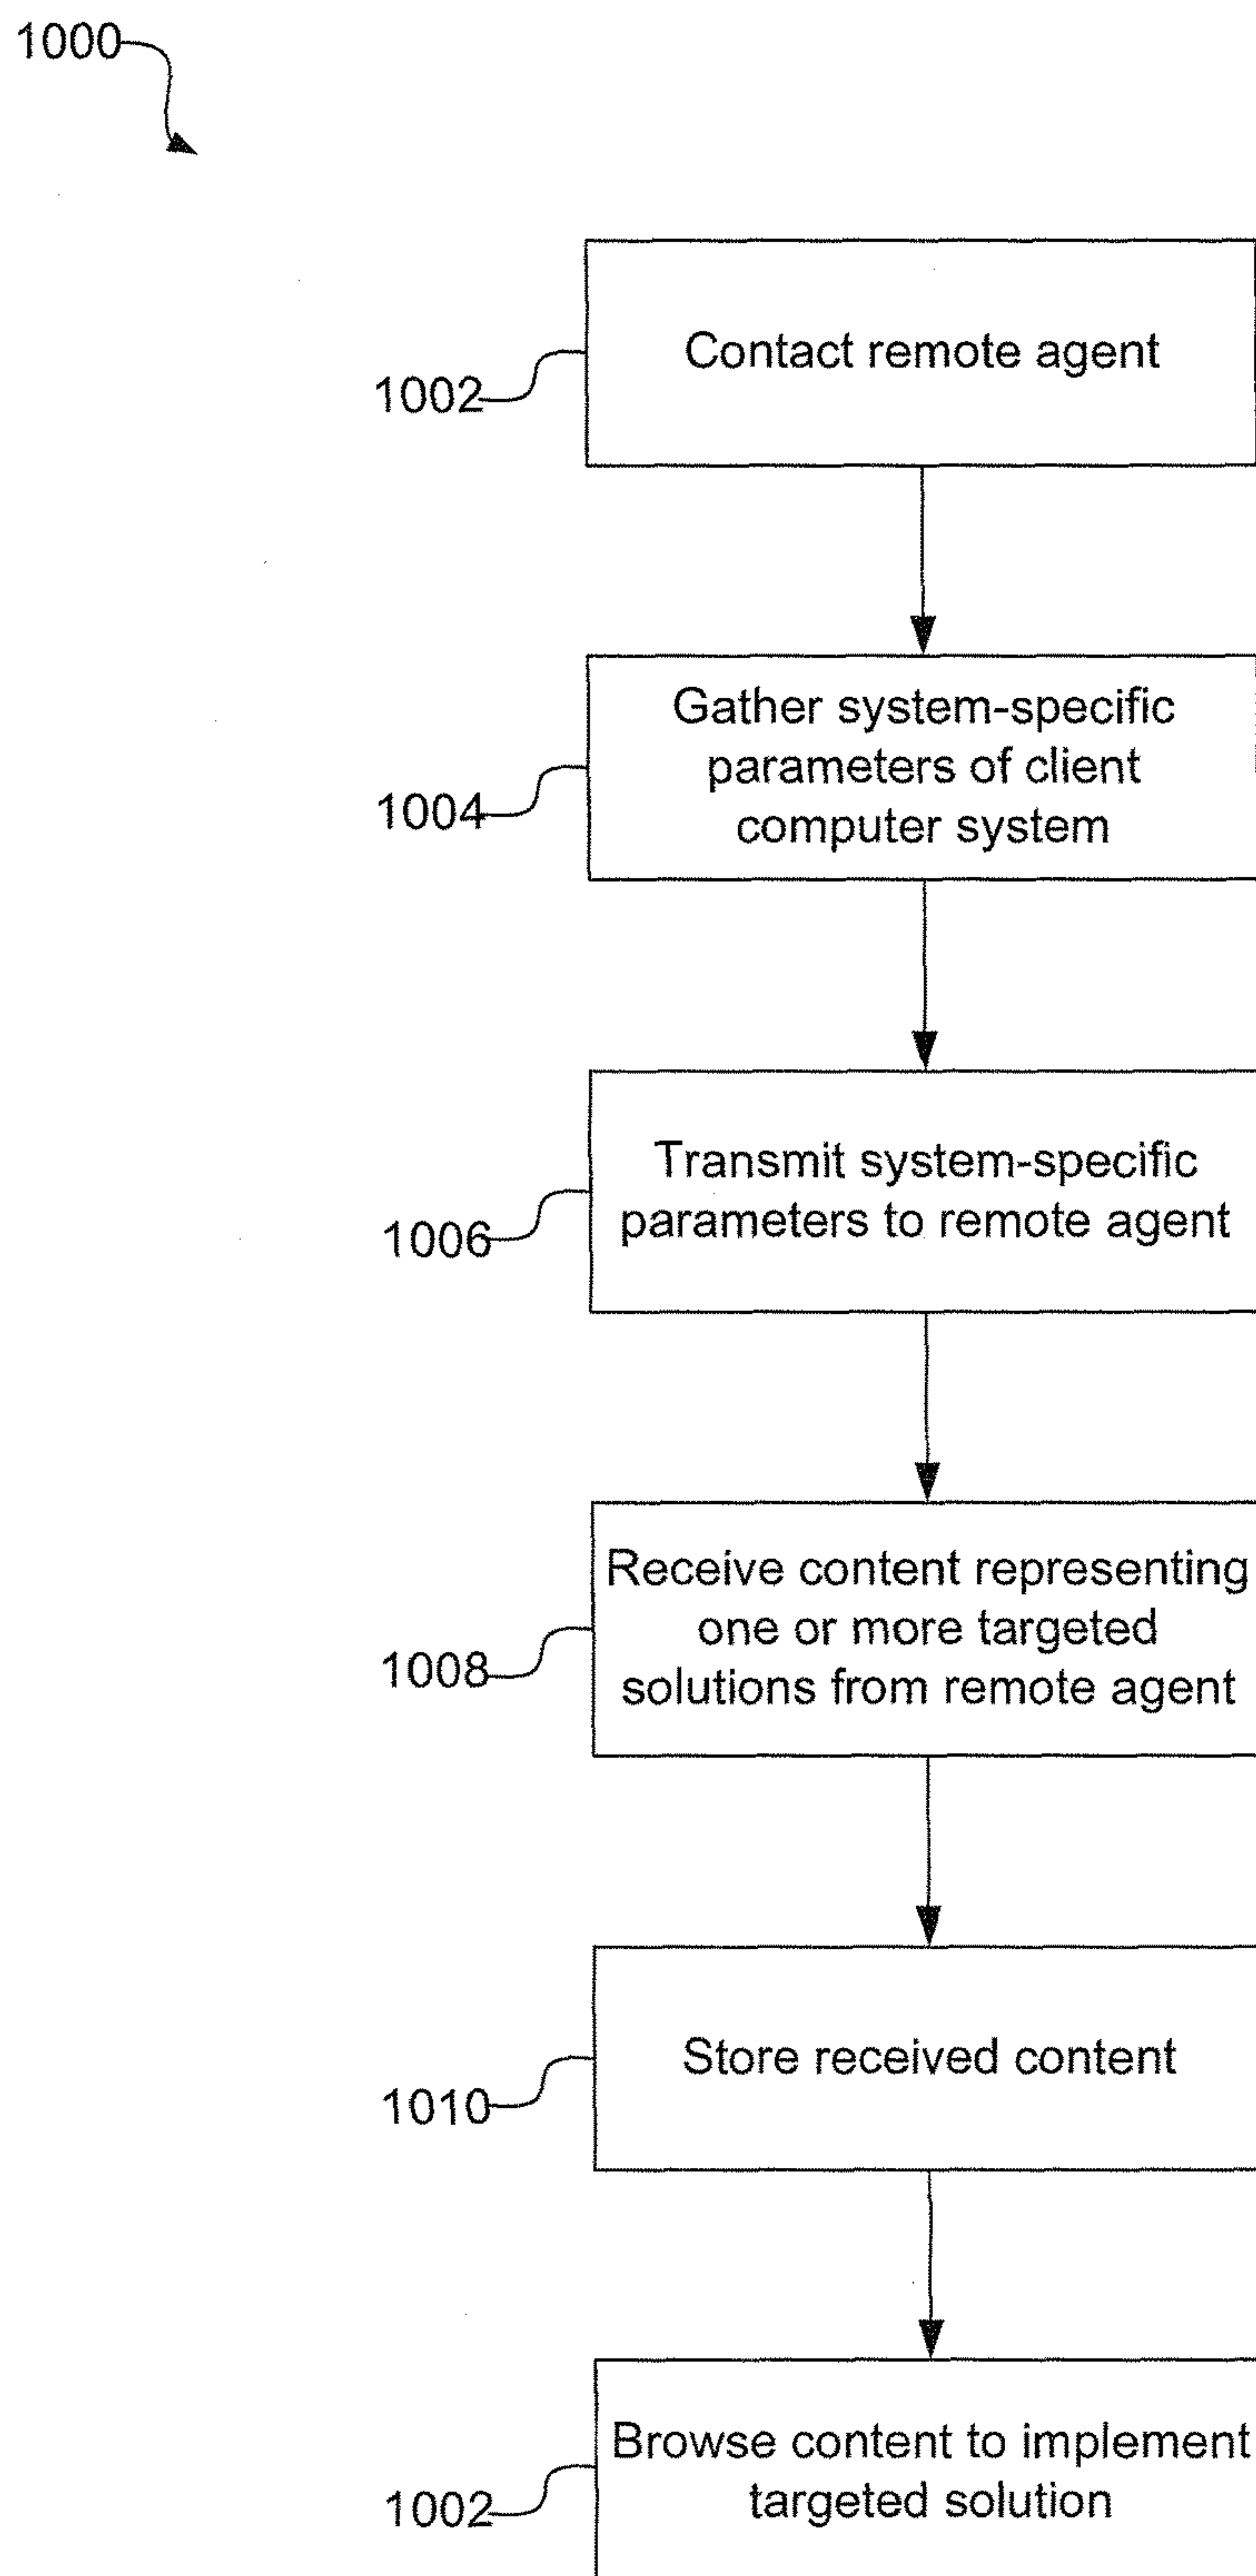 1000
Contact remote agent
1002
Gather system-specific
parameters of client
computer system
1004
Transmit system-specific
parameters to remote agent
1006
Receive content representing
one or more targeted
solutions from remote agent
1008
Store received content
1010
Browse content to implement
targeted solution
1002